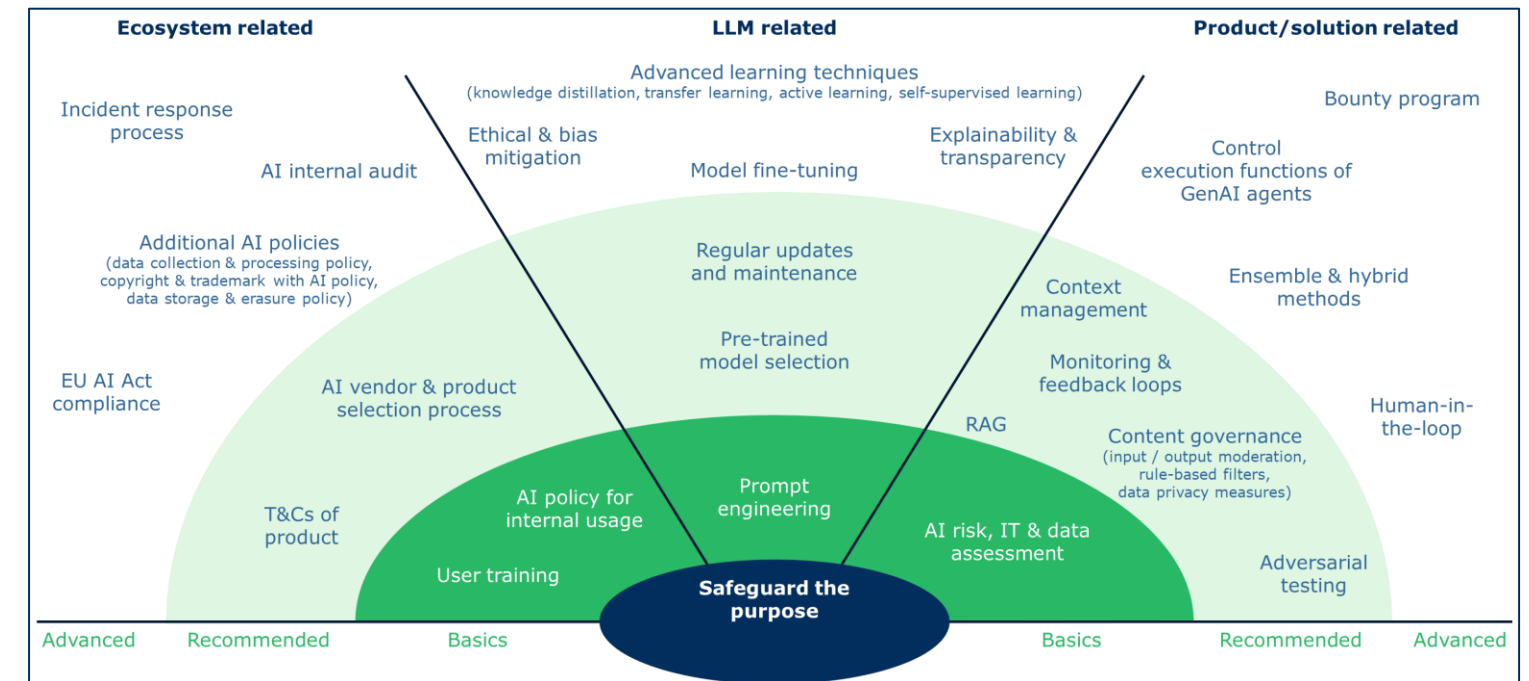 Ecosystem related
LLM related
Product/solution related
Advanced learning techniques
(knowledge distillation, transfer learning, active learning, self-supervised learning)
Incident response
process
AI internal audit
Additional AI policies
(data collection & processing policy,
copyright & trademark with AI policy,
data storage & erasure policy)
EU AI Act
compliance
AI vendor & product
selection process
T&Cs of
product
AI policy for
internal usage
User training
Ethical & bias
mitigation
Explainability &
transparency
Model fine-tuning
Regular updates
and maintenance
Pre-trained
model selection
Prompt
engineering
Bounty program
Control
execution functions of
GenAI agents
Ensemble & hybrid
methods
Context
management
Monitoring &
feedback loops
Human-in-
the-loop
RAG
Content governance
(input / output moderation,
rule-based filters,
data privacy measures)
AI risk, IT & data
assessment
Adversarial
testing
Safeguard the
purpose
Advanced
Recommended
Basics
Basics
Recommended
Advanced